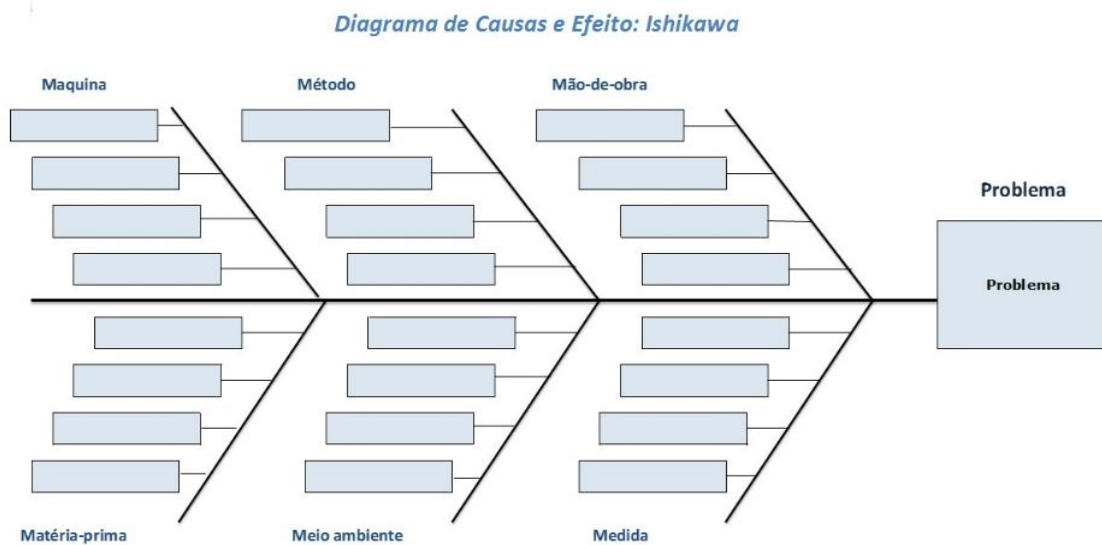 Diagrama de Causas e Efeito: Ishikawa
Maquina
Método
Mão-de-obra
Problema
Problema
Matéria-prima
Meio ambiente
Medida